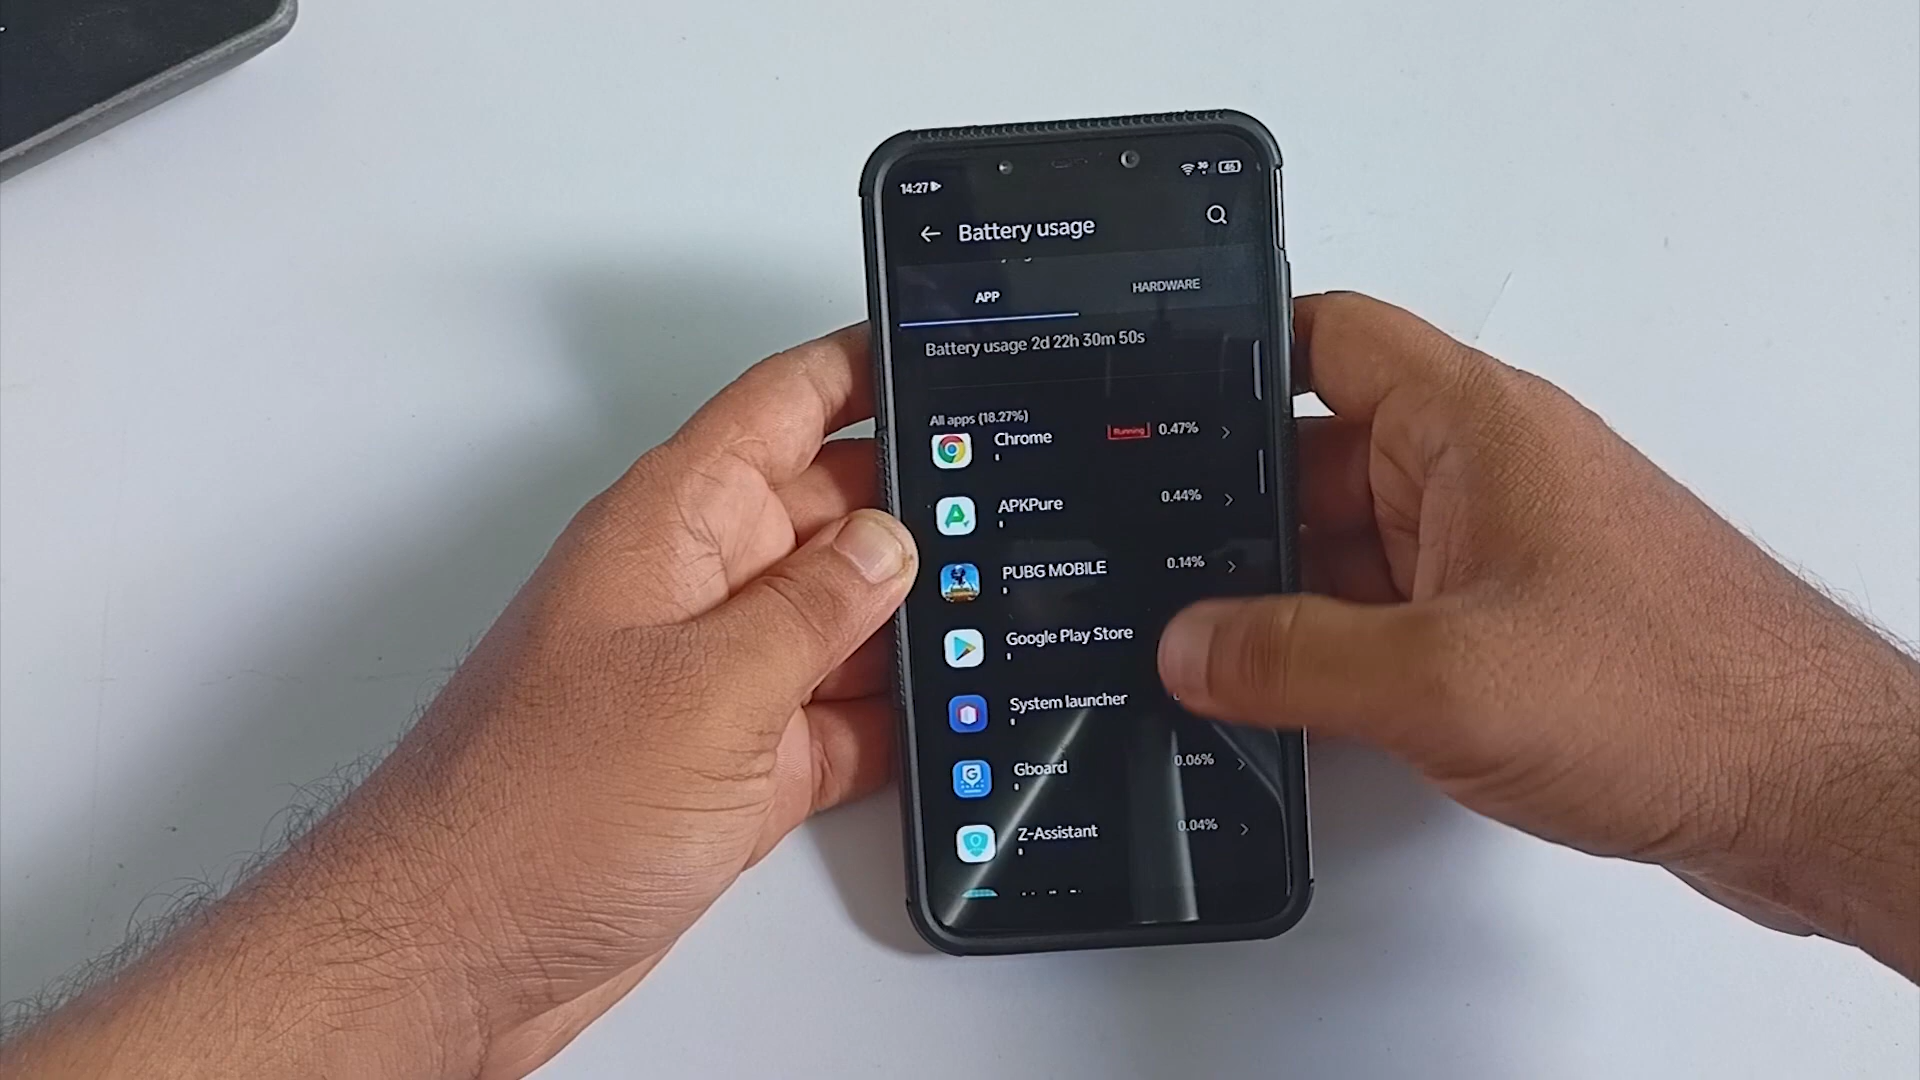 14:27
3G
46
Battery usage
APP
HARDWARE
Battery usage 2d 22h 30m 50s
All apps (18.27%)
Chrome Running 0.47%
APKPure 0.44%
PUBG MOBILE 0.14%
Google Play Store
System launcher
Gboard 0.06%
Z-Assistant 0.04%